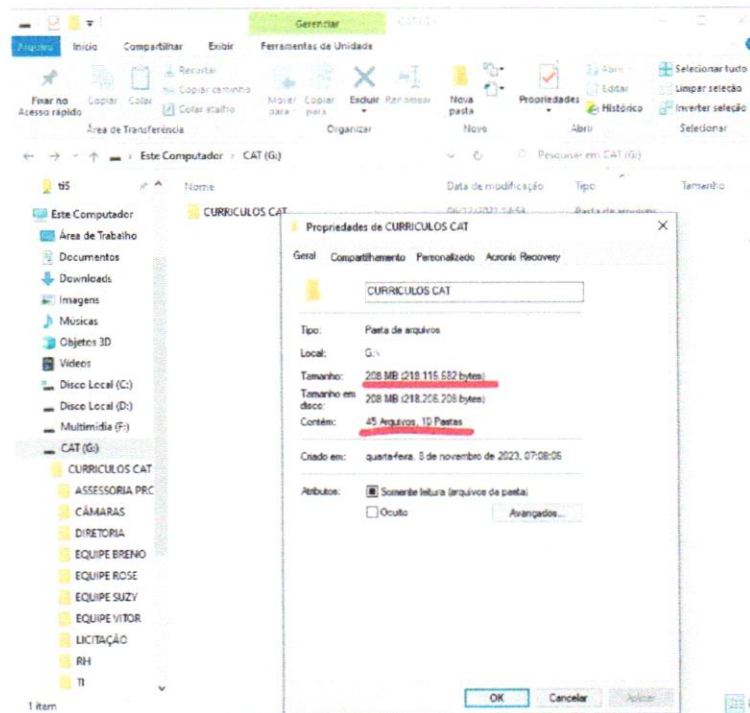 Gerenciar
Arquivo Início Compartilhar Exibir Ferramentas de Unidade
Fixar no Acesso rápido
Copiar
Colar
Recortar
Copiar caminho
Colar atalho
Mover para
Copiar para
Excluir
Renomear
Nova pasta
Propriedades
Abrir
Editar
Histórico
Selecionar tudo
Limpar seleção
Inverter seleção
Área de Transferência
Organizar
Novo
Abrir
Selecionar
Este Computador › CAT (G:)
Pesquisar em CAT (G:)
ti5
Nome
Data de modificação
Tipo
Tamanho
CURRICULOS CAT
Pasta de arquivos
Este Computador
Área de Trabalho
Documentos
Downloads
Imagens
Músicas
Objetos 3D
Vídeos
Disco Local (C:)
Disco Local (D:)
Multimidia (F:)
CAT (G:)
CURRICULOS CAT
ASSESSORIA PRC
CÂMARAS
DIRETORIA
EQUIPE BRENO
EQUIPE ROSE
EQUIPE SUZY
EQUIPE VITOR
LICITAÇÃO
RH
TI
1 item
Propriedades de CURRICULOS CAT
Geral Compartilhamento Personalizado Acronis Recovery
CURRICULOS CAT
Tipo: Pasta de arquivos
Local: G:\
Tamanho: 208 MB (218.115.582 bytes)
Tamanho em disco: 208 MB (218.206.208 bytes)
Contém: 45 Arquivos, 10 Pastas
Criado em: quarta-feira, 8 de novembro de 2023, 07:08:06
Atributos: Somente leitura (arquivos da pasta)
Oculto
Avançados...
OK Cancelar Aplicar